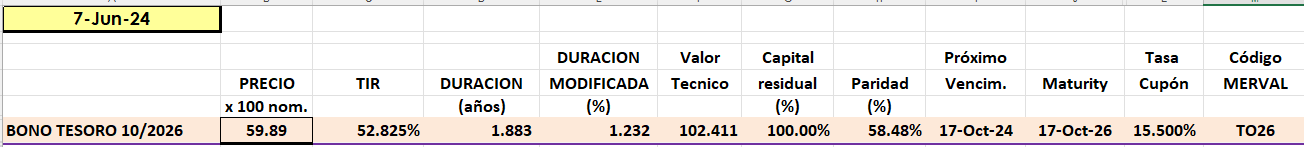 7-Jun-24
DURACION Valor Capital Próximo Tasa Código
PRECIO TIR DURACION MODIFICADA Tecnico residual Paridad Vencim. Maturity Cupón MERVAL
x 100 nom. (años) (%) (%) (%)
BONO TESORO 10/2026 59.89 52.825% 1.883 1.232 102.411 100.00% 58.48% 17-Oct-24 17-Oct-26 15.500% TO26